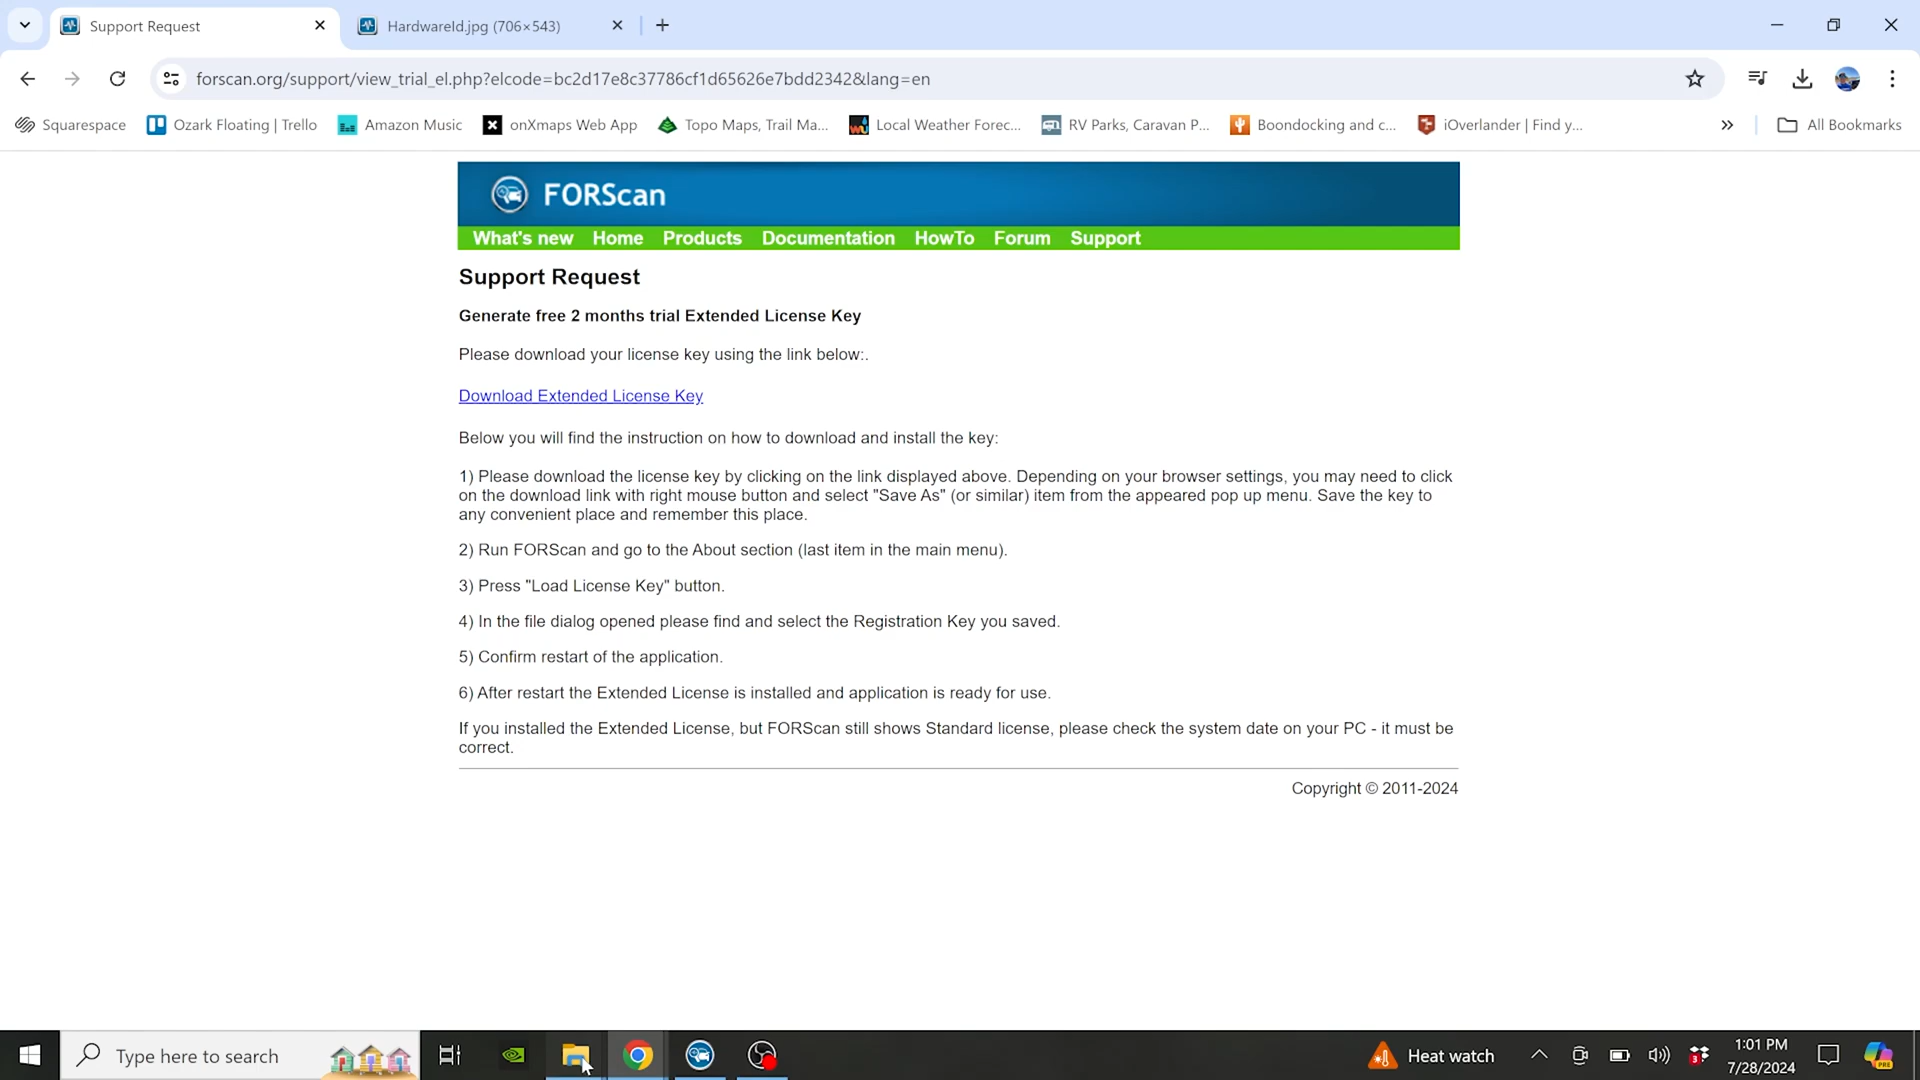 Support Request
HardwareId.jpg (706×543)
forscan.org/support/view_trial_el.php?elcode=bc2d17e8c37786cf1d65626e7bdd2342&lang=en
Squarespace
Ozark Floating | Trello
Amazon Music
onXmaps Web App
Topo Maps, Trail Ma...
Local Weather Forec...
RV Parks, Caravan P...
Boondocking and c...
iOverlander | Find y...
All Bookmarks
FORScan
What's new Home Products Documentation HowTo Forum Support
Support Request
Generate free 2 months trial Extended License Key
Please download your license key using the link below:.
Download Extended License Key
Below you will find the instruction on how to download and install the key:
1) Please download the license key by clicking on the link displayed above. Depending on your browser settings, you may need to click
on the download link with right mouse button and select "Save As" (or similar) item from the appeared pop up menu. Save the key to
any convenient place and remember this place.
2) Run FORScan and go to the About section (last item in the main menu).
3) Press "Load License Key" button.
4) In the file dialog opened please find and select the Registration Key you saved.
5) Confirm restart of the application.
6) After restart the Extended License is installed and application is ready for use.
If you installed the Extended License, but FORScan still shows Standard license, please check the system date on your PC - it must be
correct.
Copyright © 2011-2024
Type here to search
Heat watch
1:01 PM
7/28/2024